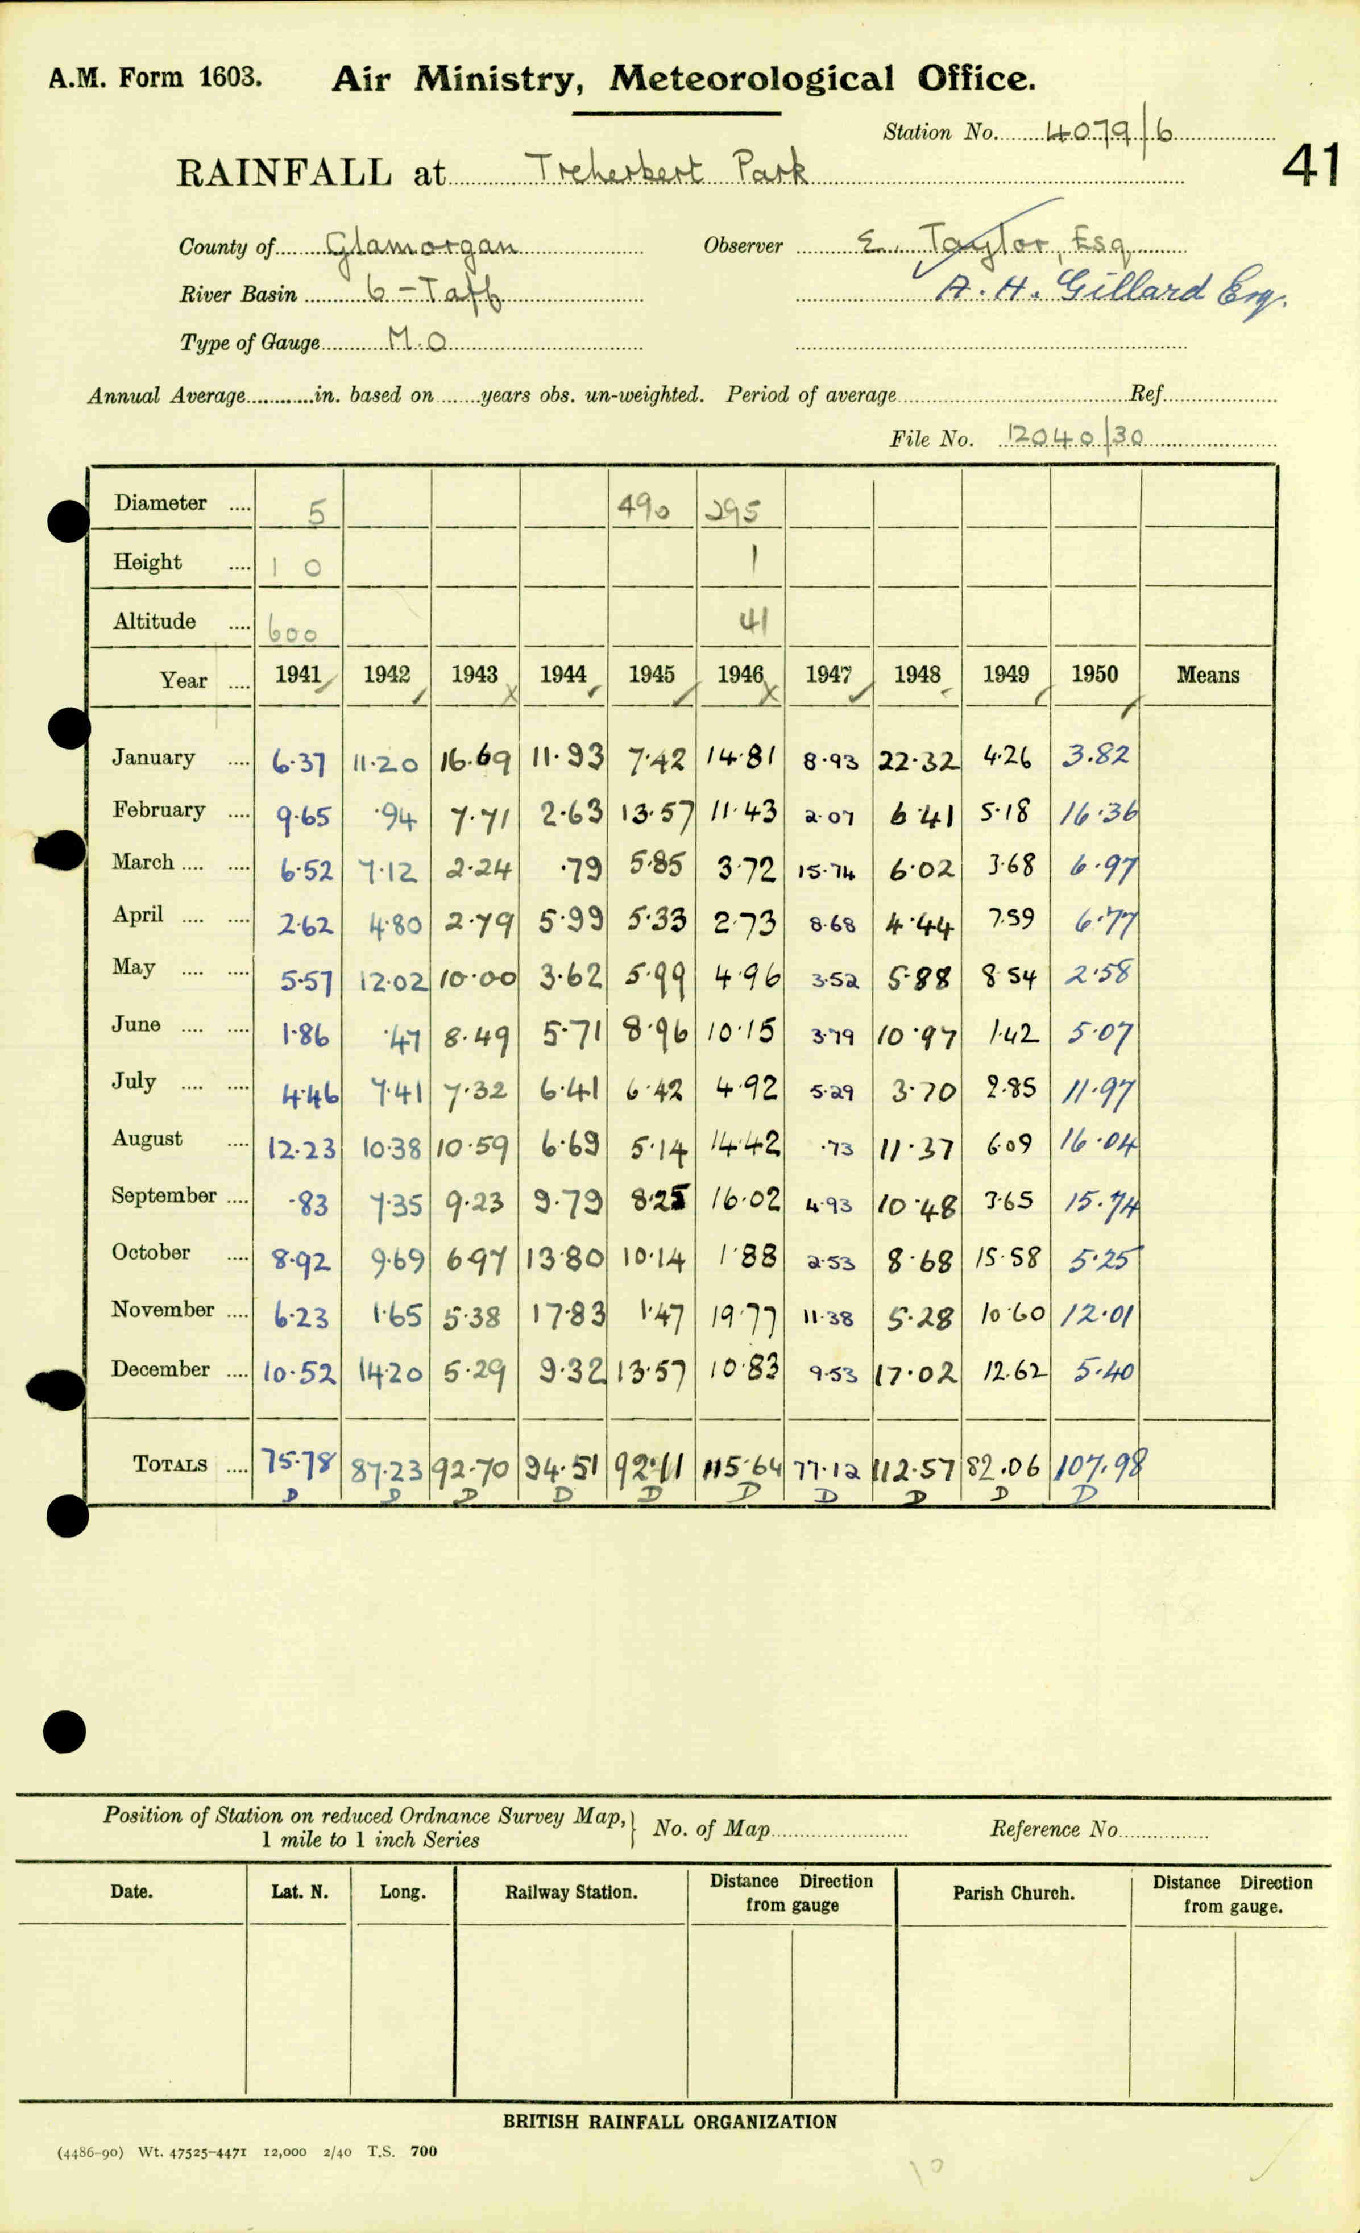 A.M. Form 1603. Air Ministry, Meteorological Office.
Station No. 4079/6
41
RAINFALL at Treherbert Park
County of Glamorgan Observer E. Taylor, Esq
River Basin 6 - Taff A. H. Gillard Esq.
Type of Gauge M.O
Annual Average in. based on years obs. un-weighted. Period of average Ref.
File No. 12040/30
Diameter .... 5 490 295
Height .... 1 0 1
Altitude .... 600 41
Year .... 1941 1942 1943 1944 1945 1946 1947 1948 1949 1950 Means
January .... 6.37 11.20 16.69 11.93 7.42 14.81 8.93 22.32 4.26 3.82
February .... 9.65 .94 7.71 2.63 13.57 11.43 2.07 6.41 5.18 16.36
March .... .... 6.52 7.12 2.24 .79 5.85 3.72 15.74 6.02 3.68 6.97
April .... .... 2.62 4.80 2.79 5.99 5.33 2.73 8.68 4.44 7.59 6.77
May .... .... 5.57 12.02 10.00 3.62 5.99 4.96 3.52 5.88 8.54 2.58
June .... .... 1.86 .47 8.49 5.71 8.96 10.15 3.79 10.97 1.42 5.07
July .... .... 4.46 7.41 7.32 6.41 6.42 4.92 5.29 3.70 2.85 11.97
August .... 12.23 10.38 10.59 6.69 5.14 14.42 .73 11.37 6.09 16.04
September .... .83 7.35 9.23 9.79 8.25 16.02 4.93 10.48 3.65 15.74
October .... 8.92 9.69 6.97 13.80 10.14 1.88 2.53 8.68 15.58 5.25
November .... 6.23 1.65 5.38 17.83 1.47 19.77 11.38 5.28 10.60 12.01
December .... 10.52 14.20 5.29 9.32 13.57 10.83 9.53 17.02 12.62 5.40
TOTALS .... 75.78 87.23 92.70 94.51 92.11 115.64 77.12 112.57 82.06 107.98
D D D D D D D D D D
Position of Station on reduced Ordnance Survey Map, } No. of Map Reference No.
1 mile to 1 inch Series
Date. Lat. N. Long. Railway Station. Distance Direction from gauge Parish Church. Distance Direction from gauge.
BRITISH RAINFALL ORGANIZATION
(4486-90) Wt. 47525-4471 12,000 2/40 T.S. 700
10